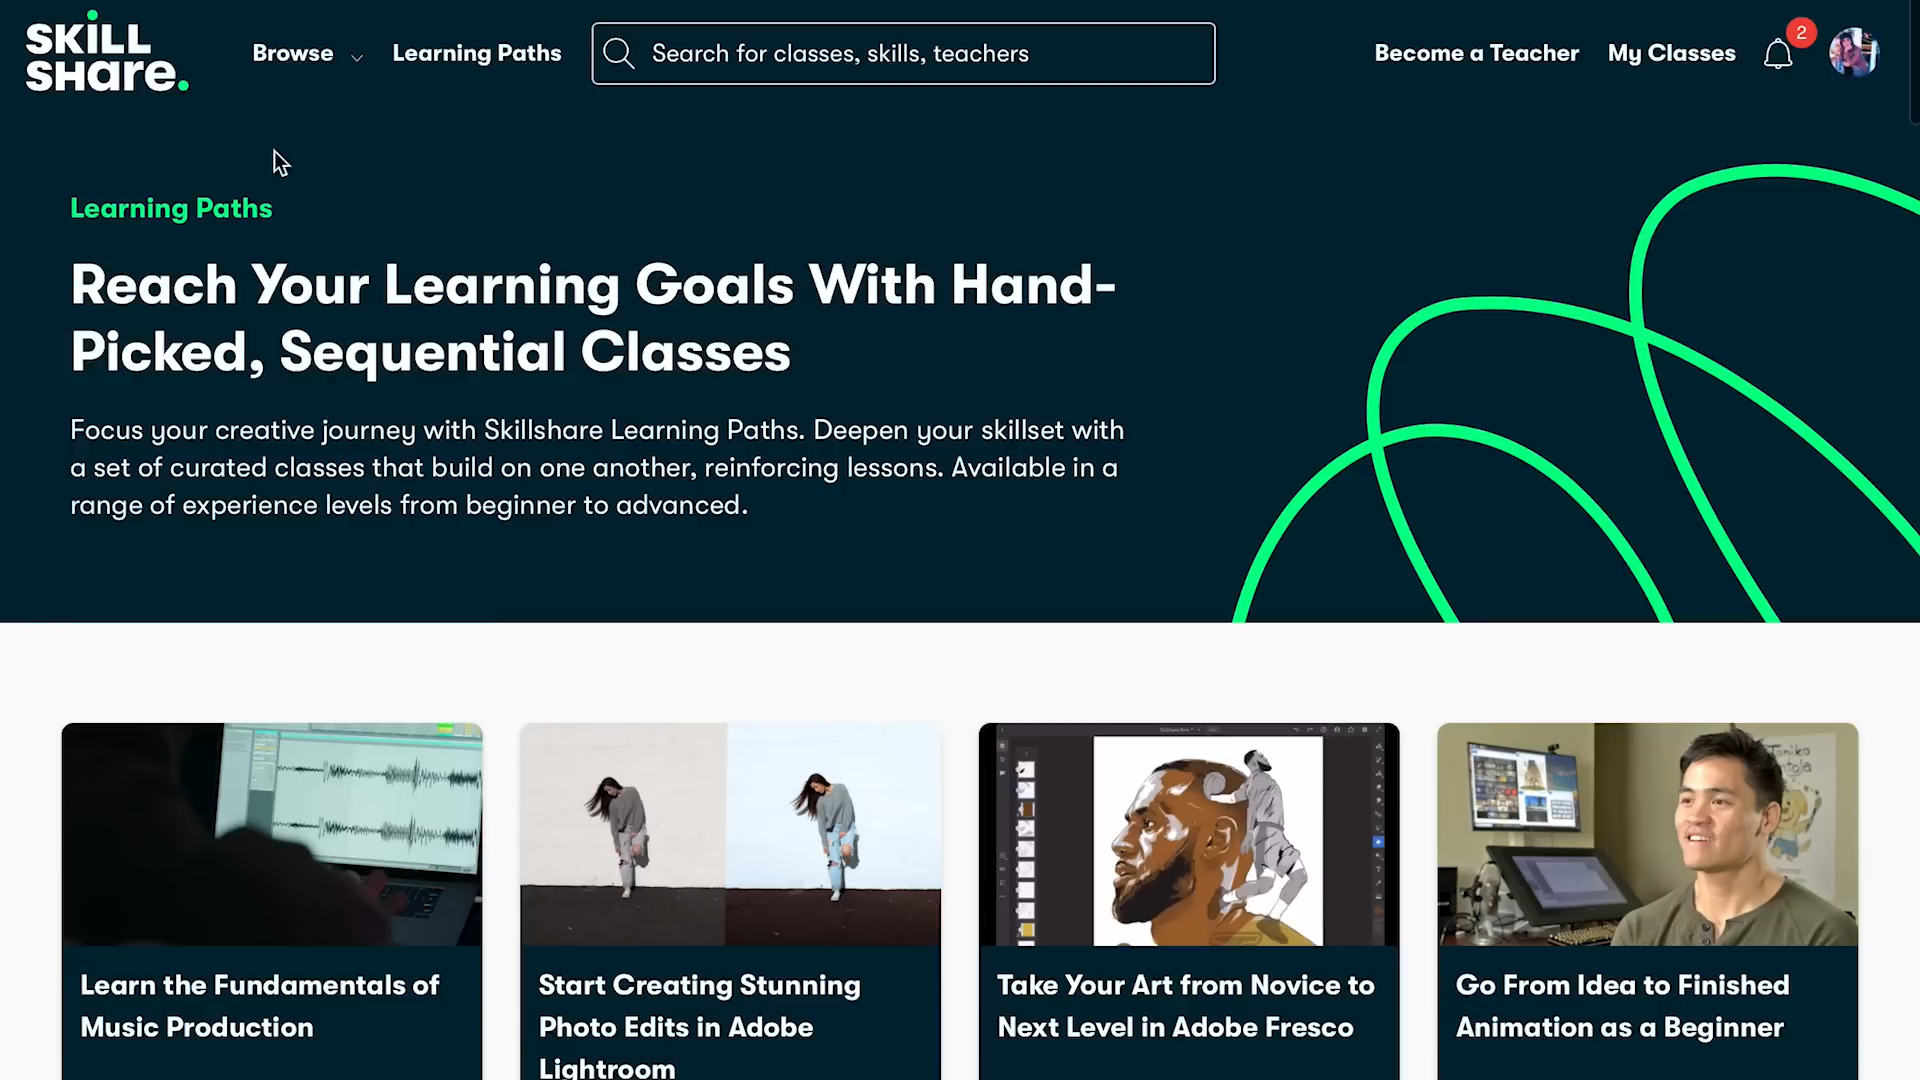 SKILL
SHARE.
Browse
Learning Paths
Search for classes, skills, teachers
Become a Teacher
My Classes
2
Learning Paths
Reach Your Learning Goals With Hand-
Picked, Sequential Classes
Focus your creative journey with Skillshare Learning Paths. Deepen your skillset with
a set of curated classes that build on one another, reinforcing lessons. Available in a
range of experience levels from beginner to advanced.
Learn the Fundamentals of
Music Production
Start Creating Stunning
Photo Edits in Adobe
Lightroom
Take Your Art from Novice to
Next Level in Adobe Fresco
Go From Idea to Finished
Animation as a Beginner